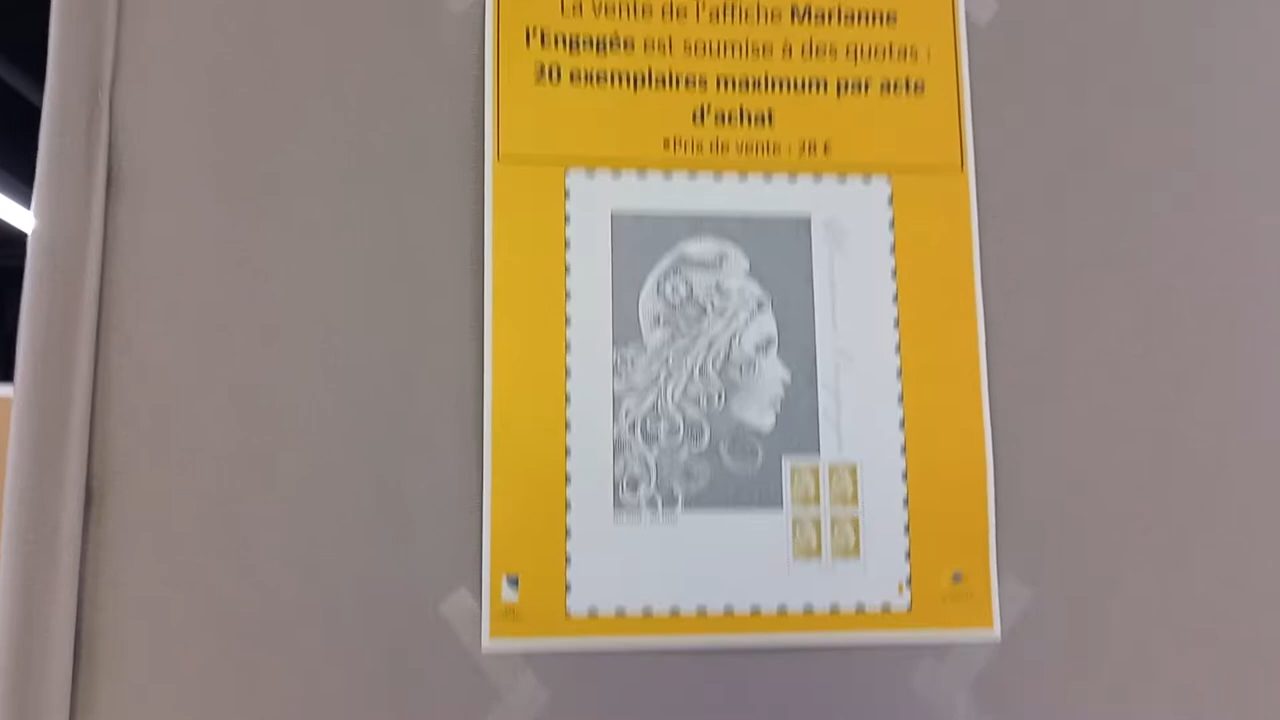 La vente de l'affiche Marianne
l'Engagée est soumise à des quotas :
20 exemplaires maximum par acte
d'achat
*Prix de vente : 28 €